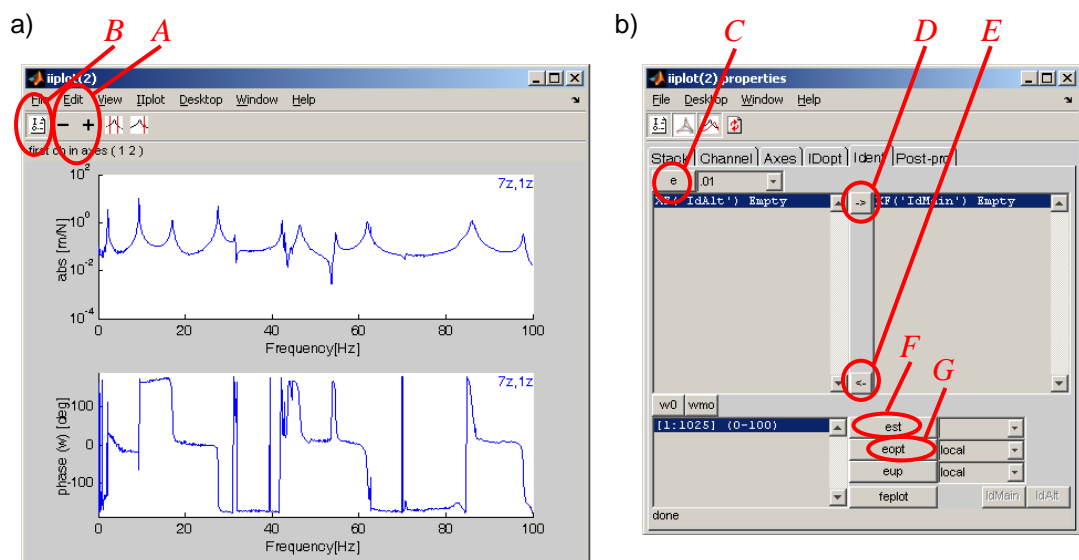 a)
B
A
iiplot(2)
File Edit View IIplot Desktop Window Help
- +
first ch in axes ( 1 2 )
7z,1z
10^2
10^0
10^-2
10^-4
abs [m/N]
0 20 40 60 80 100
Frequency[Hz]
7z,1z
100
0
-100
phase (w) [deg]
0 20 40 60 80 100
Frequency[Hz]
b)
C
D
E
iiplot(2) properties
File Desktop Window Help
Stack Channel Axes IDopt Ident Post-pro
e .01
XF('IdAlt') Empty -> XF('IdMain') Empty
F
G
<-
w0 wmo
[1:1025] (0-100)
est
eopt local
eup local
feplot IdMain IdAlt
done